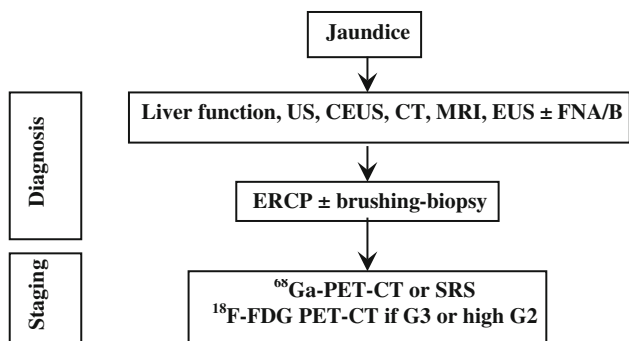 Jaundice
Diagnosis
Liver function, US, CEUS, CT, MRI, EUS ± FNA/B
ERCP ± brushing-biopsy
Staging
⁶⁸Ga-PET-CT or SRS
¹⁸F-FDG PET-CT if G3 or high G2